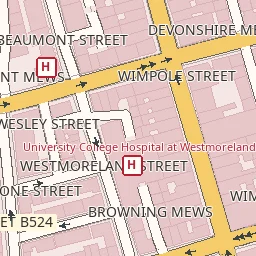 BEAUMONT STREET
DEVONSHIRE ME
H
NT MEWS
WIMPOLE STREET
WESLEY STREET
University College Hospital at Westmoreland
H
WESTMORELAND STREET
ONE STREET
BROWNING MEWS
WIM
ET B524